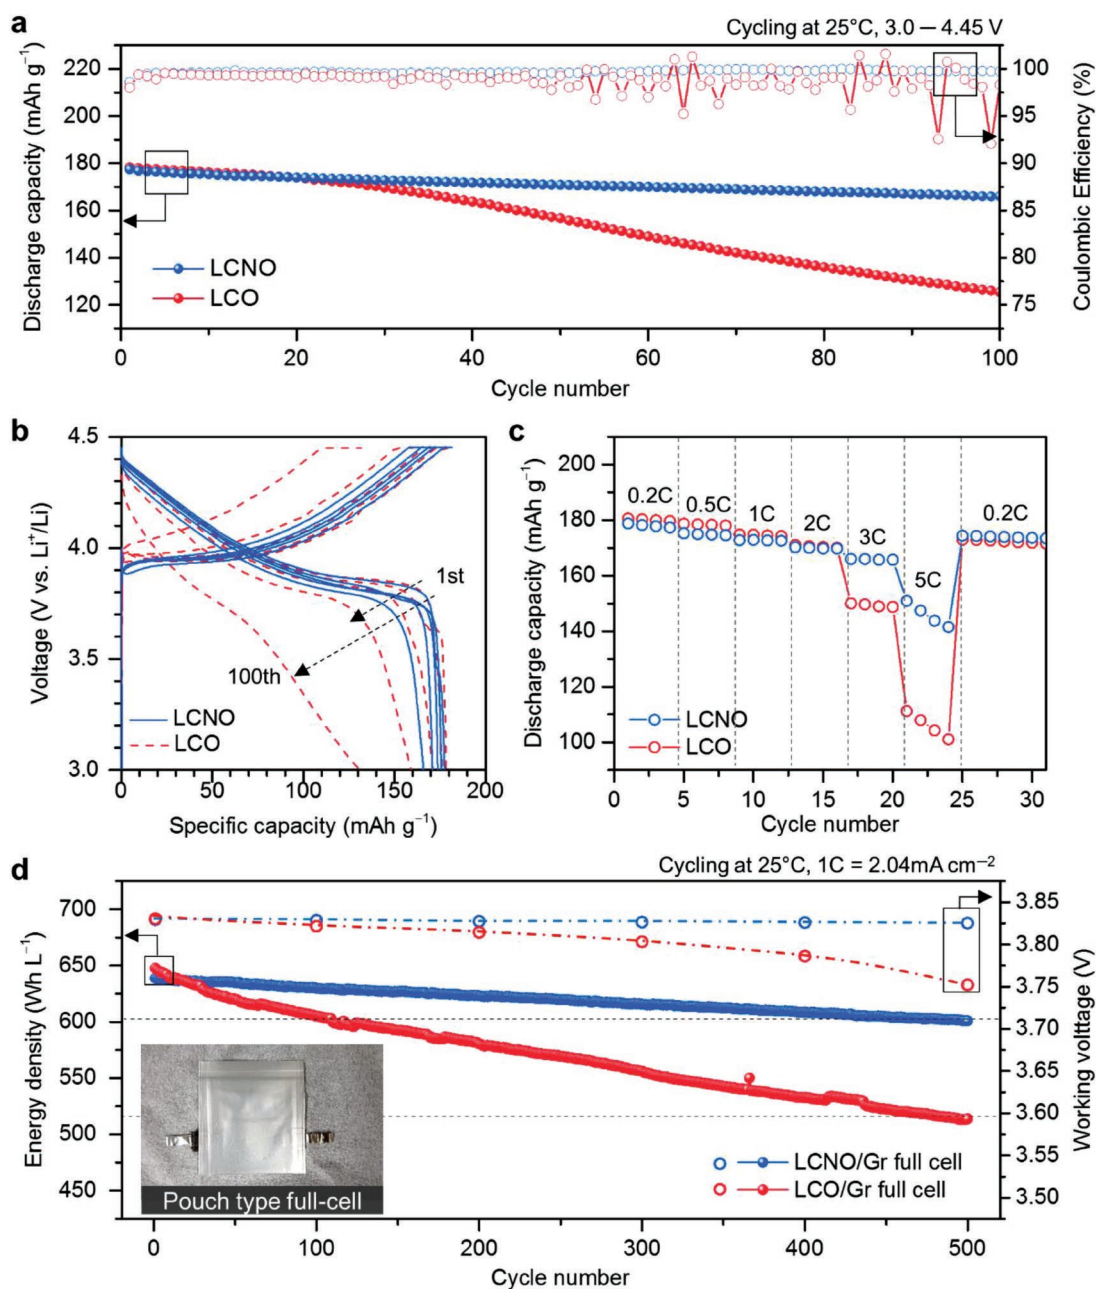 a
Cycling at 25°C, 3.0 – 4.45 V
Discharge capacity (mAh g⁻¹)
220
200
180
160
140
120
LCNO
LCO
0
20
40
60
80
100
Cycle number
100
95
90
85
80
75
Coulombic Efficiency (%)
b
Voltage (V vs. Li⁺/Li)
4.5
4.0
3.5
3.0
1st
100th
LCNO
LCO
0
50
100
150
200
Specific capacity (mAh g⁻¹)
c
Discharge capacity (mAh g⁻¹)
200
180
160
140
120
100
0.2C
0.5C
1C
2C
3C
5C
0.2C
LCNO
LCO
0
5
10
15
20
25
30
Cycle number
d
Cycling at 25°C, 1C = 2.04mA cm⁻²
Energy density (Wh L⁻¹)
700
650
600
550
500
450
Pouch type full-cell
LCNO/Gr full cell
LCO/Gr full cell
0
100
200
300
400
500
Cycle number
3.85
3.80
3.75
3.70
3.65
3.60
3.55
3.50
Working volttage (V)